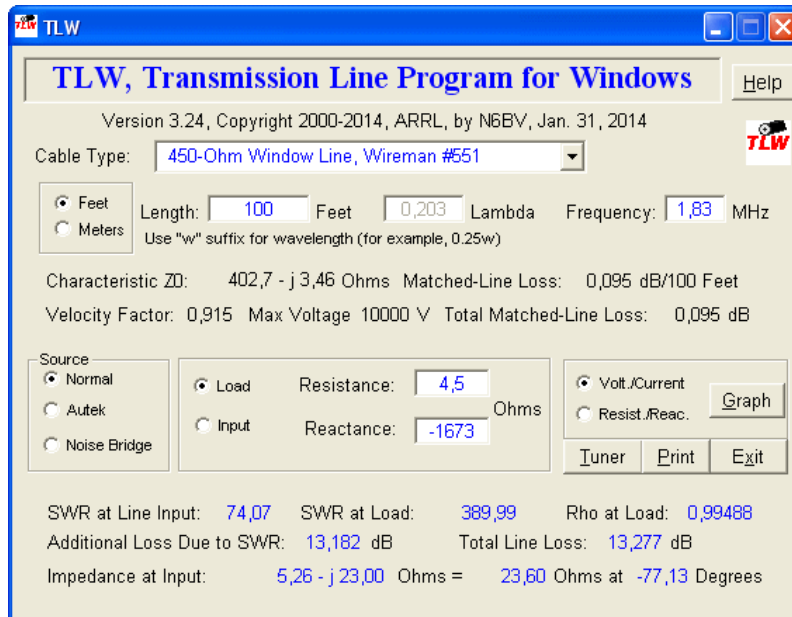 TLW TLW
TLW, Transmission Line Program for Windows
Help
Version 3.24, Copyright 2000-2014, ARRL, by N6BV, Jan. 31, 2014
TLW
Cable Type: 450-Ohm Window Line, Wireman #551
Feet
Meters
Length: 100 Feet 0,203 Lambda Frequency: 1,83 MHz
Use "w" suffix for wavelength (for example, 0.25w)
Characteristic Z0: 402,7 - j 3,46 Ohms Matched-Line Loss: 0,095 dB/100 Feet
Velocity Factor: 0,915 Max Voltage 10000 V Total Matched-Line Loss: 0,095 dB
Source
Normal
Autek
Noise Bridge
Load
Input
Resistance: 4,5
Reactance: -1673
Ohms
Volt./Current
Resist./Reac.
Graph
Tuner Print Exit
SWR at Line Input: 74,07 SWR at Load: 389,99 Rho at Load: 0,99488
Additional Loss Due to SWR: 13,182 dB Total Line Loss: 13,277 dB
Impedance at Input: 5,26 - j 23,00 Ohms = 23,60 Ohms at -77,13 Degrees